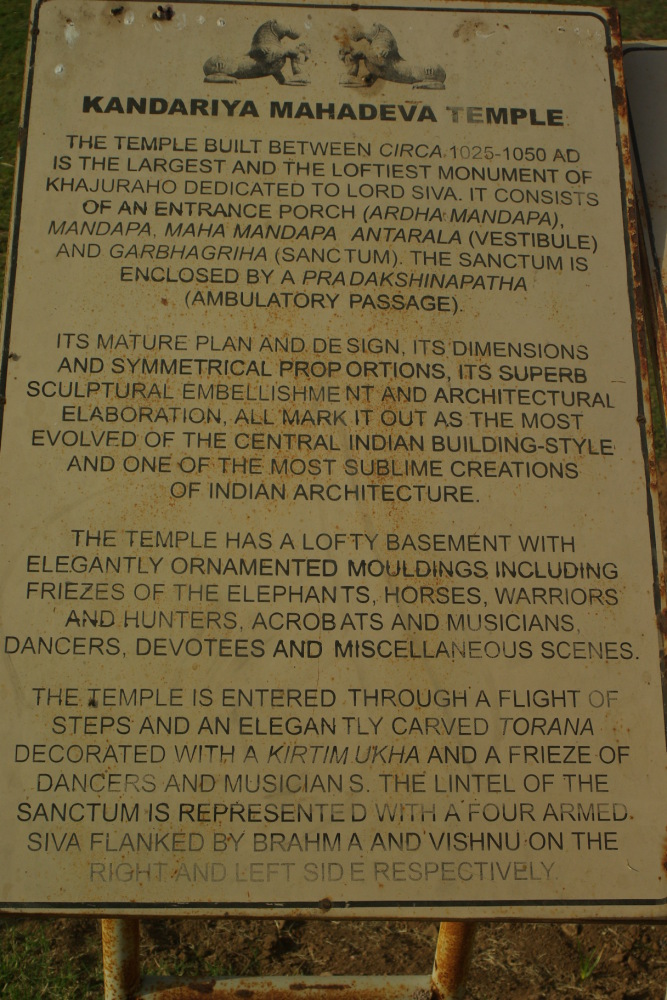 KANDARIYA MAHADEVA TEMPLE
THE TEMPLE BUILT BETWEEN CIRCA 1025-1050 AD
IS THE LARGEST AND THE LOFTIEST MONUMENT OF
KHAJURAHO DEDICATED TO LORD SIVA. IT CONSISTS
OF AN ENTRANCE PORCH (ARDHA MANDAPA),
MANDAPA, MAHA MANDAPA ANTARALA (VESTIBULE)
AND GARBHAGRIHA (SANCTUM). THE SANCTUM IS
ENCLOSED BY A PRADAKSHINAPATHA
(AMBULATORY PASSAGE).
ITS MATURE PLAN AND DESIGN, ITS DIMENSIONS
AND SYMMETRICAL PROPORTIONS, ITS SUPERB
SCULPTURAL EMBELLISHMENT AND ARCHITECTURAL
ELABORATION, ALL MARK IT OUT AS THE MOST
EVOLVED OF THE CENTRAL INDIAN BUILDING-STYLE
AND ONE OF THE MOST SUBLIME CREATIONS
OF INDIAN ARCHITECTURE.
THE TEMPLE HAS A LOFTY BASEMENT WITH
ELEGANTLY ORNAMENTED MOULDINGS INCLUDING
FRIEZES OF THE ELEPHANTS, HORSES, WARRIORS
AND HUNTERS, ACROBATS AND MUSICIANS,
DANCERS, DEVOTEES AND MISCELLANEOUS SCENES.
THE TEMPLE IS ENTERED THROUGH A FLIGHT OF
STEPS AND AN ELEGANTLY CARVED TORANA
DECORATED WITH A KIRTIMUKHA AND A FRIEZE OF
DANCERS AND MUSICIANS. THE LINTEL OF THE
SANCTUM IS REPRESENTED WITH A FOUR ARMED
SIVA FLANKED BY BRAHMA AND VISHNU ON THE
RIGHT AND LEFT SIDE RESPECTIVELY.